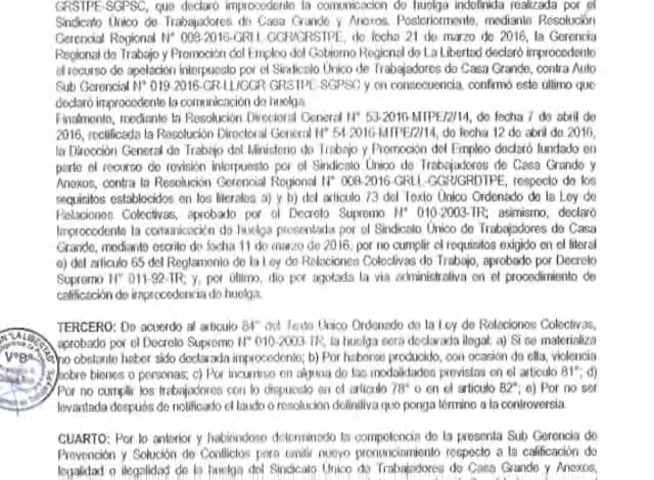 GRSTPE-SGPSC, que declaró improcedente la comunicación de huelga indefinida realizada por el
Sindicato Único de Trabajadores de Casa Grande y Anexos. Posteriormente, mediante Resolución
Gerencial Regional N° 008-2016-GRLL-GGR/GRSTPE, de fecha 21 de marzo de 2016, la Gerencia
Regional de Trabajo y Promoción del Empleo del Gobierno Regional de La Libertad declaró improcedente
el recurso de apelación interpuesto por el Sindicato Único de Trabajadores de Casa Grande, contra Auto
Sub Gerencial N° 019-2016-GR-LL/GGR-GRSTPE-SGPSC y en consecuencia, confirmó este último que
declaró improcedente la comunicación de huelga.
Finalmente, mediante la Resolución Directoral General N° 53-2016-MTPE/2/14, de fecha 7 de abril de
2016, rectificada la Resolución Directoral General N° 54-2016-MTPE/2/14, de fecha 12 de abril de 2016,
la Dirección General de Trabajo del Ministerio de Trabajo y Promoción del Empleo declaró fundado en
parte el recurso de revisión interpuesto por el Sindicato Único de Trabajadores de Casa Grande y
Anexos, contra la Resolución Gerencial Regional N° 008-2016-GRLL-GGR/GRDTPE, respecto de los
requisitos establecidos en los literales a) y b) del artículo 73 del Texto Único Ordenado de la Ley de
Relaciones Colectivas, aprobado por el Decreto Supremo N° 010-2003-TR; asimismo, declaró
improcedente la comunicación de huelga presentada por el Sindicato Único de Trabajadores de Casa
Grande, mediante escrito de fecha 11 de marzo de 2016, por no cumplir el requisitos exigido en el literal
e) del artículo 65 del Reglamento de la Ley de Relaciones Colectivas de Trabajo, aprobado por Decreto
Supremo N° 011-92-TR; y, por último, dio por agotada la vía administrativa en el procedimiento de
calificación de improcedencia de huelga.
TERCERO: De acuerdo al artículo 84° del Texto Único Ordenado de la Ley de Relaciones Colectivas,
aprobado por el Decreto Supremo N° 010-2003-TR, la huelga será declarada ilegal: a) Si se materializa
no obstante haber sido declarada improcedente; b) Por haberse producido, con ocasión de ella, violencia
sobre bienes o personas; c) Por incurrirse en alguna de las modalidades previstas en el artículo 81°; d)
Por no cumplir los trabajadores con lo dispuesto en el artículo 78° o en el artículo 82°; e) Por no ser
levantada después de notificado el laudo o resolución definitiva que ponga término a la controversia.
LA LIBERTAD
V°B°
CUARTO: Por lo anterior y habiéndose determinado la competencia de la presente Sub Gerencia de
Prevención y Solución de Conflictos para emitir nuevo pronunciamiento respecto a la calificación de
legalidad o ilegalidad de la huelga del Sindicato Único de Trabajadores de Casa Grande y Anexos,